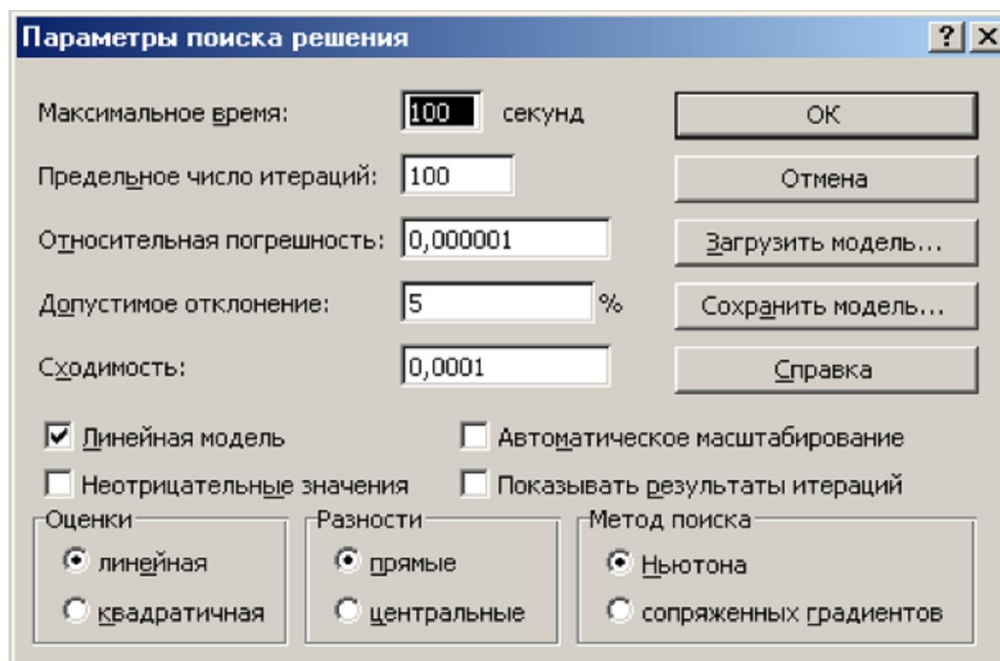 Параметры поиска решения
Максимальное время: 100 секунд
ОК
Предельное число итераций: 100
Отмена
Относительная погрешность: 0,000001
Загрузить модель...
Допустимое отклонение: 5 %
Сохранить модель...
Сходимость: 0,0001
Справка
Линейная модель
Автоматическое масштабирование
Неотрицательные значения
Показывать результаты итераций
Оценки
линейная
квадратичная
Разности
прямые
центральные
Метод поиска
Ньютона
сопряженных градиентов